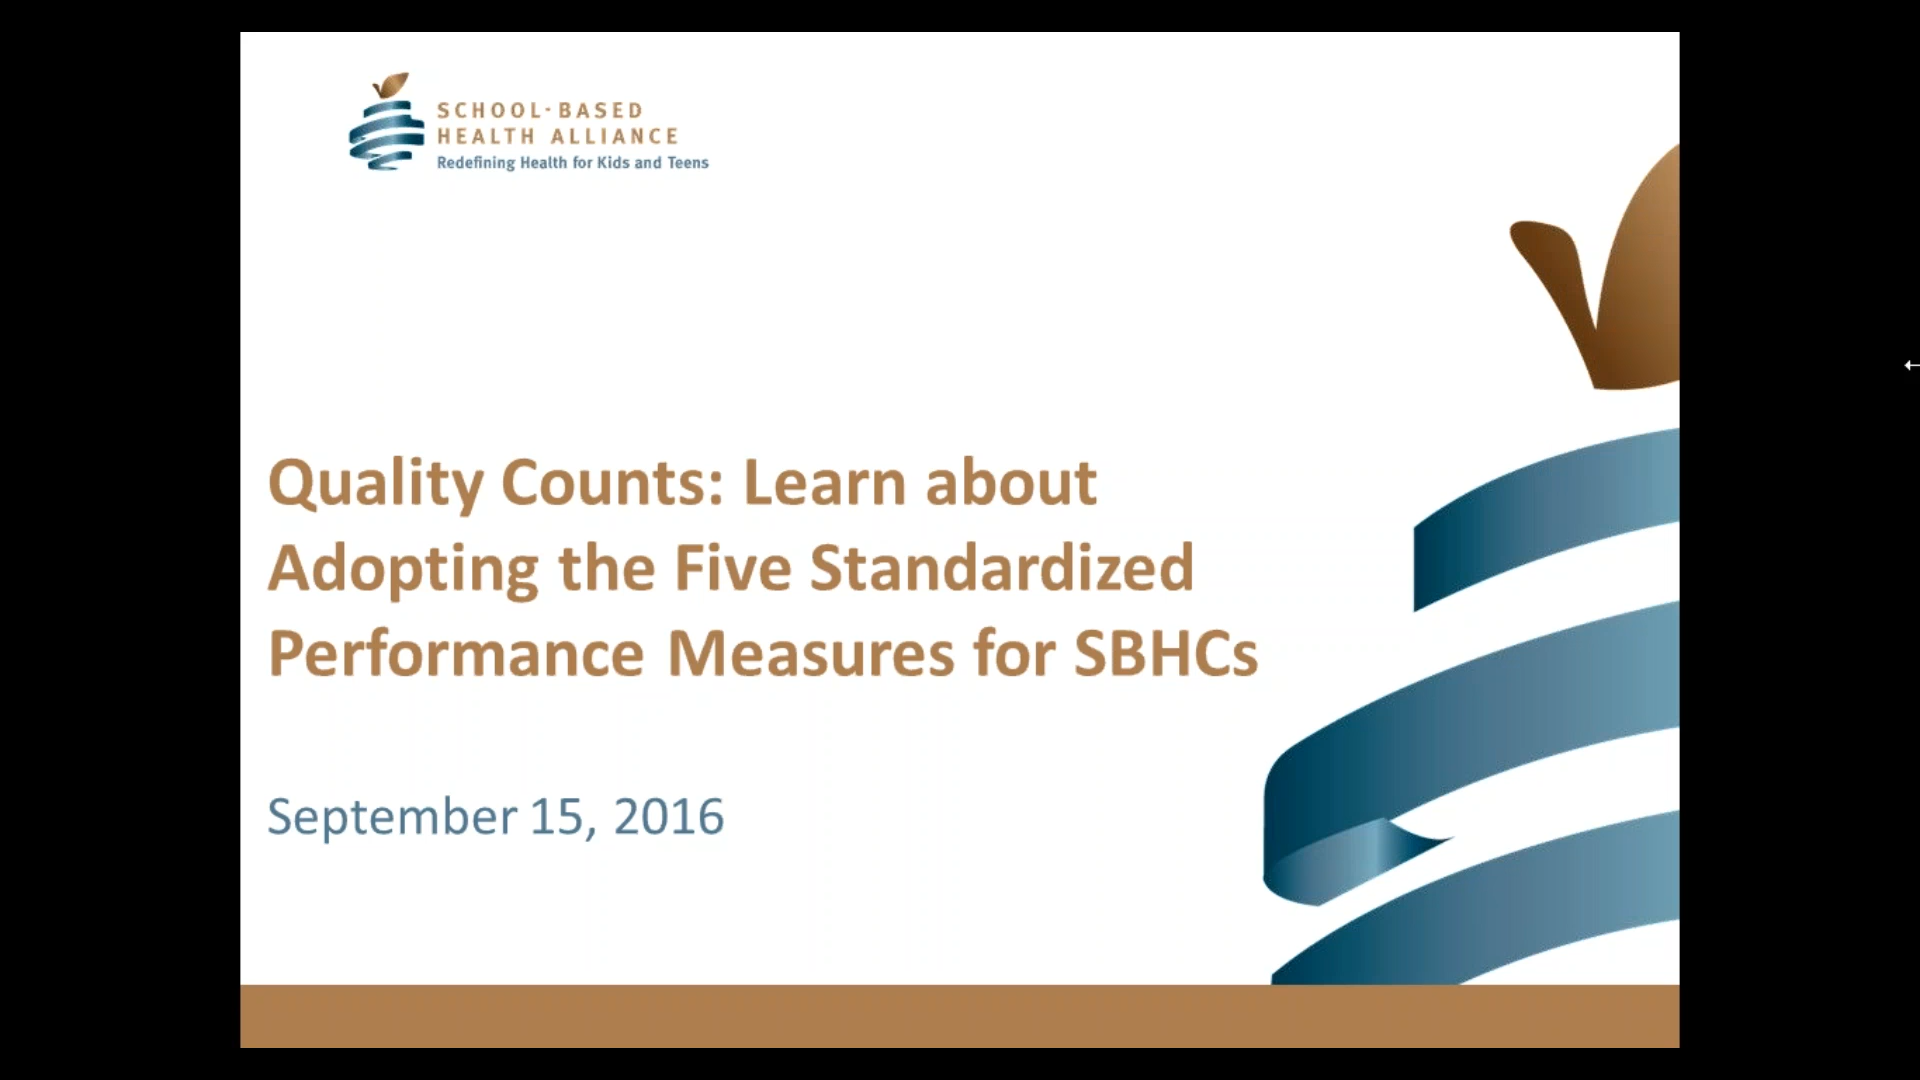 SCHOOL-BASED
HEALTH ALLIANCE
Redefining Health for Kids and Teens
Quality Counts: Learn about
Adopting the Five Standardized
Performance Measures for SBHCs
September 15, 2016